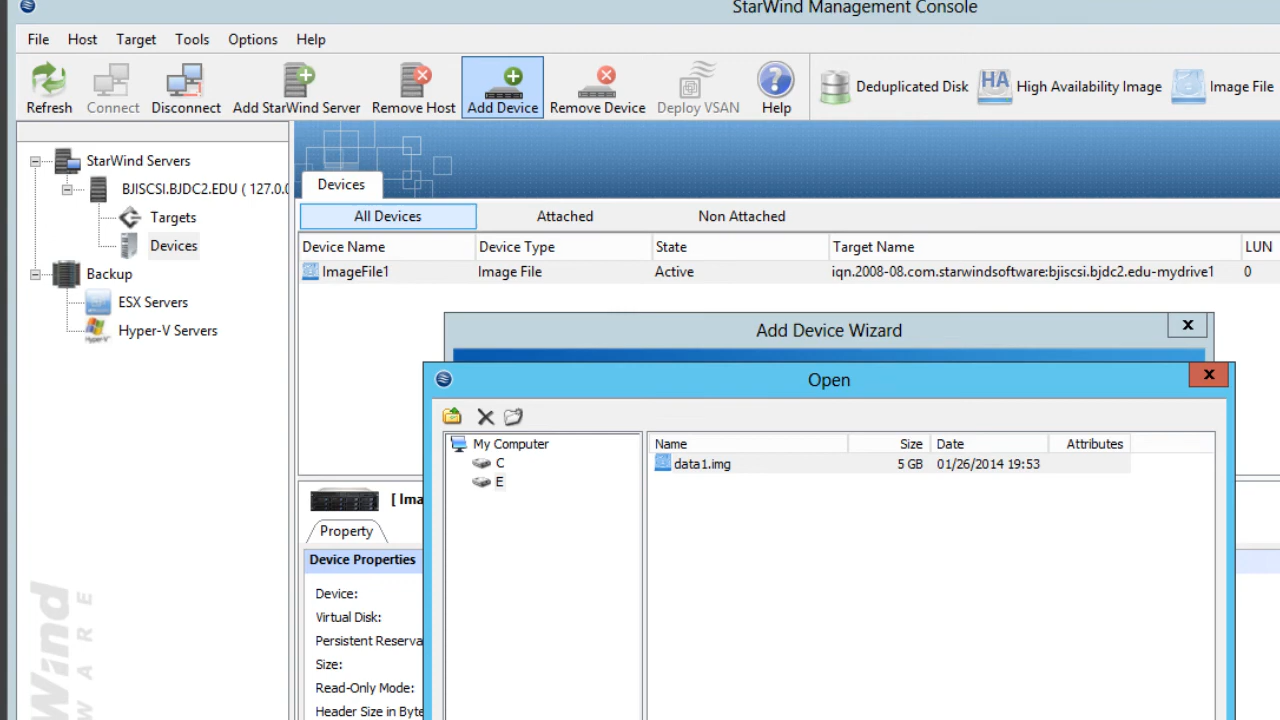 StarWind Management Console
File Host Target Tools Options Help
Refresh Connect Disconnect Add StarWind Server Remove Host Add Device Remove Device Deploy VSAN Help HA Deduplicated Disk High Availability Image Image File
StarWind Servers
BJISCSI.BJDC2.EDU ( 127.0.0
Targets
Devices
Backup
ESX Servers
Hyper-V Servers
Devices
All Devices Attached Non Attached
Device Name Device Type State Target Name LUN
ImageFile1 Image File Active iqn.2008-08.com.starwindsoftware:bjiscsi.bjdc2.edu-mydrive1 0
Add Device Wizard
x
Open
x
My Computer
C
E
Name Size Date Attributes
data1.img 5 GB 01/26/2014 19:53
[ Ima
Property
Device Properties
Device:
Virtual Disk:
Persistent Reserva
Size:
Read-Only Mode:
Header Size in Byte
Wind
WARE